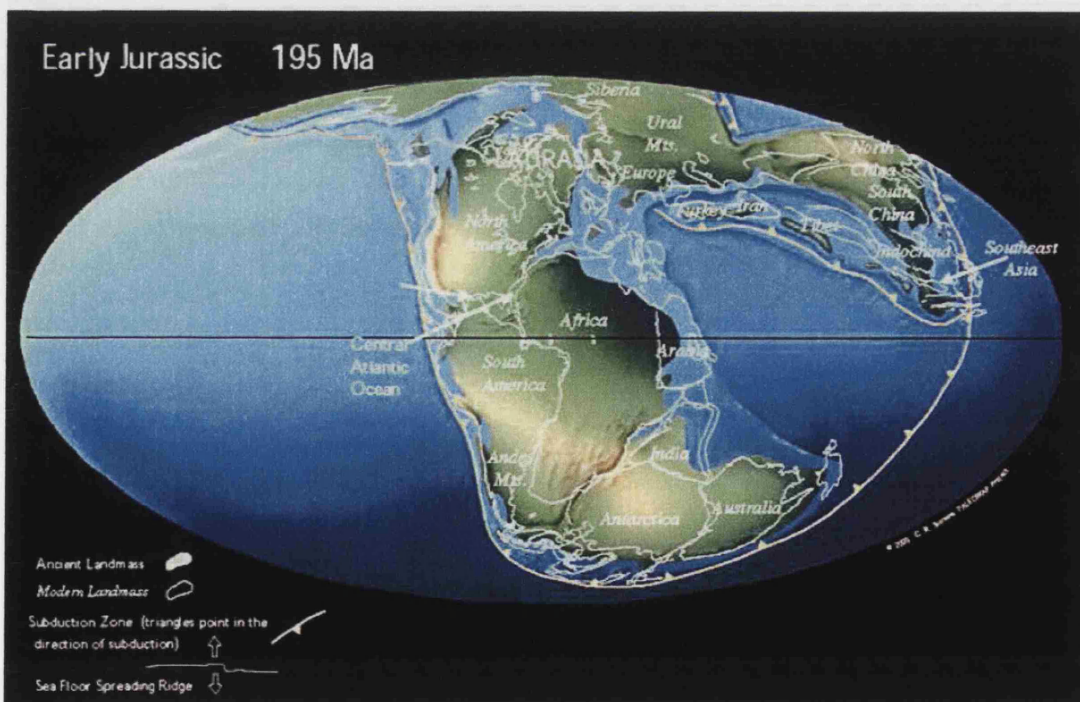 Early Jurassic 195 Ma
Siberia
Ural
Mts.
LAURASIA
Europe
North
China
South
China
Turkey
Iran
Tibet
Indochina
Southeast
Asia
North
America
Africa
Arabia
Central
Atlantic
Ocean
South
America
Andes
Mts.
India
Antarctica
Australia
Ancient Landmass
Modern Landmass
Subduction Zone (triangles point in the
direction of subduction)
Sea Floor Spreading Ridge